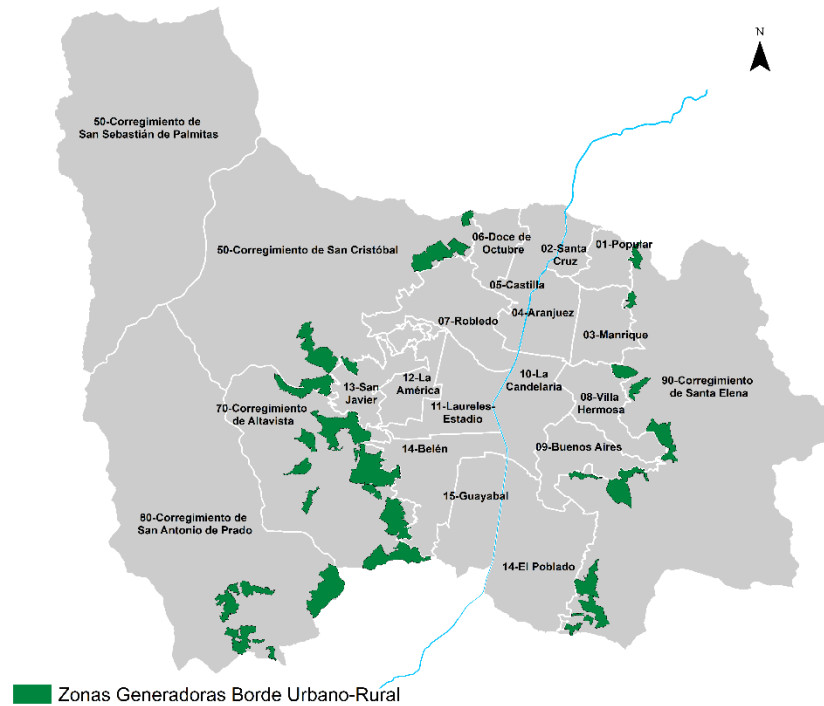 N
50-Corregimiento de
San Sebastián de Palmitas
50-Corregimiento de San Cristóbal
06-Doce de
Octubre
02-Santa
Cruz
01-Popular
05-Castilla
04-Aranjuez
07-Robledo
03-Manrique
13-San
Javier
12-La
América
10-La
Candelaria
90-Corregimiento
de Santa Elena
70-Corregimiento
de Altavista
11-Laureles-
Estadio
08-Villa
Hermosa
14-Belén
09-Buenos Aires
15-Guayabal
80-Corregimiento de
San Antonio de Prado
14-El Poblado
Zonas Generadoras Borde Urbano-Rural